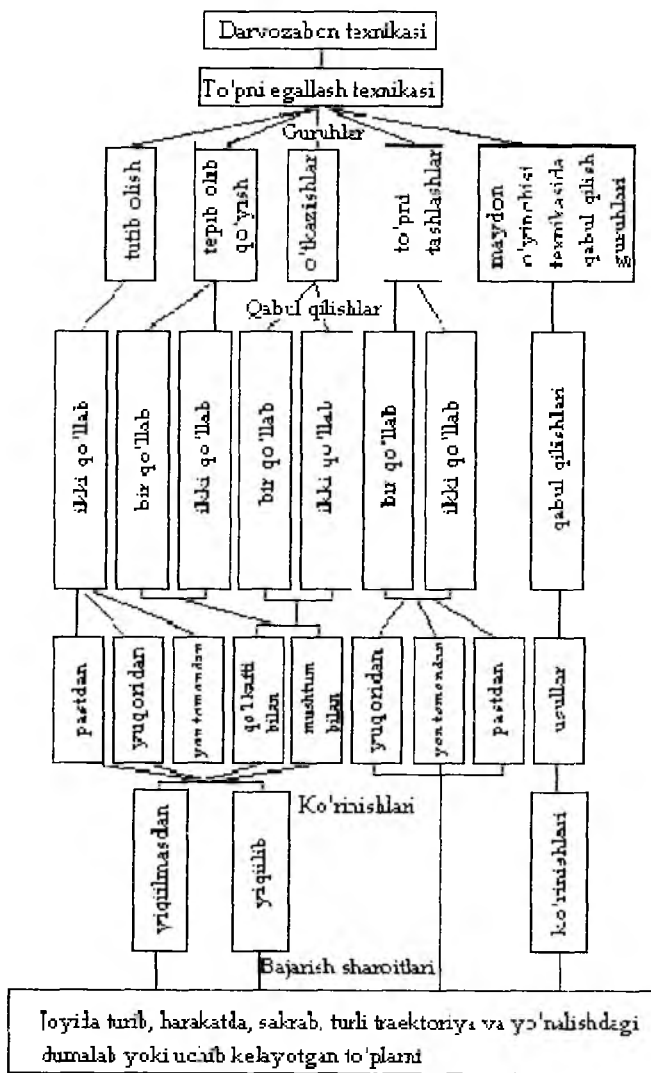 Darvozabon texnikasi
To'pni egallash texnikasi
Guruhlar
tutib olish
tepib olib
qo'yish
o'tkazishlar
to'pni
tashlashlar
maydon
o'yinchisi
texnikasida
qabul qilish
guruhlari
Qabul qilishlar
ikki qo'llab
bir qo'llab
ikki qo'llab
bir qo'llab
ikki qo'llab
bir qo'llab
ikki qo'llab
qabul qilishlari
pastdan
yuqoridan
yon tomondan
qo'l kafti
bilan
mushtum
bilan
yuqoridan
yon tomondan
pastdan
usullar
Ko'rinishlari
yiqiilmasdan
yiqiilib
ko'rinishlari
Bajarish sharoitlari
Joyida turib, harakatda, sakrab, turli traektoriya va yo'nalishdagi
dumalab yoki uchib kelayotgan to'plarni